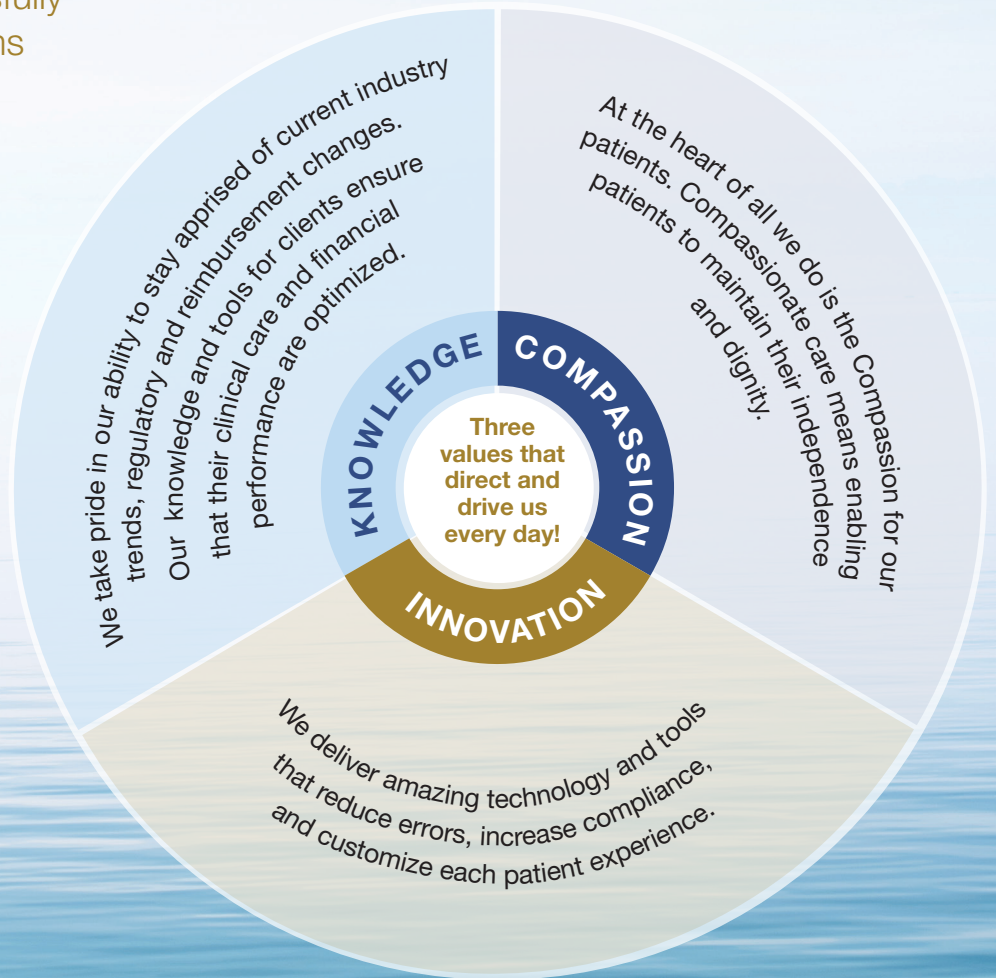 We take pride in our ability to stay apprised of current industry
trends, regulatory and reimbursement changes.
Our knowledge and tools for clients ensure
that their clinical care and financial
performance are optimized.
At the heart of all we do is the Compassion for our
patients. Compassionate care means enabling
patients to maintain their independence
and dignity.
KNOWLEDGE
COMPASSION
Three
values that
direct and
drive us
every day!
INNOVATION
We deliver amazing technology and tools
that reduce errors, increase compliance,
and customize each patient experience.